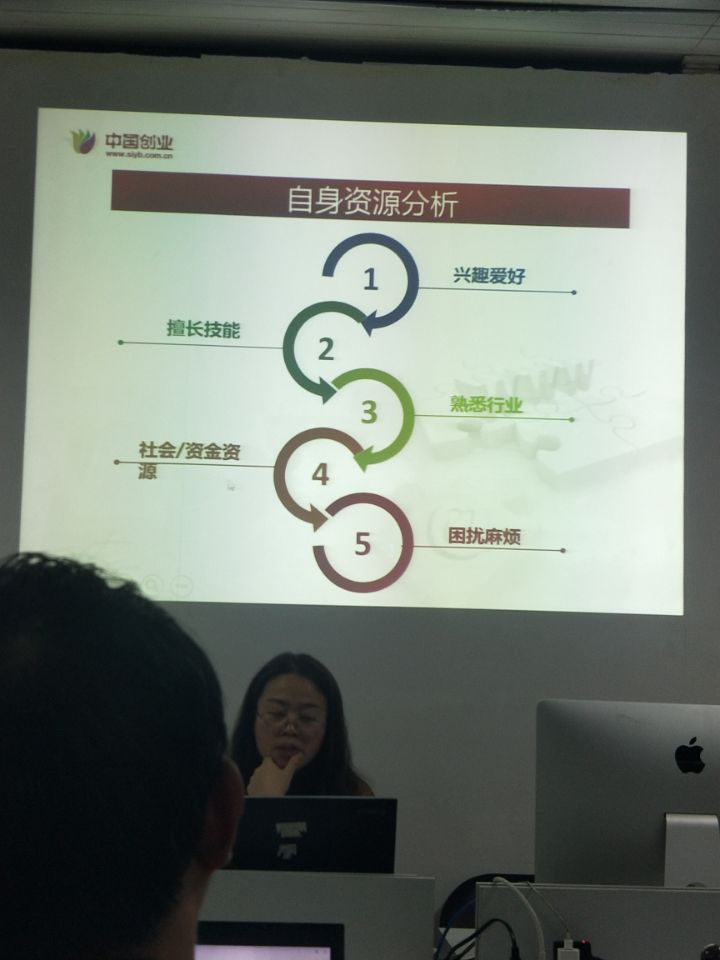 中国创业
www.siyb.com.cn
自身资源分析
1
兴趣爱好
擅长技能
2
3
熟悉行业
社会/资金资
源
4
5
困扰麻烦